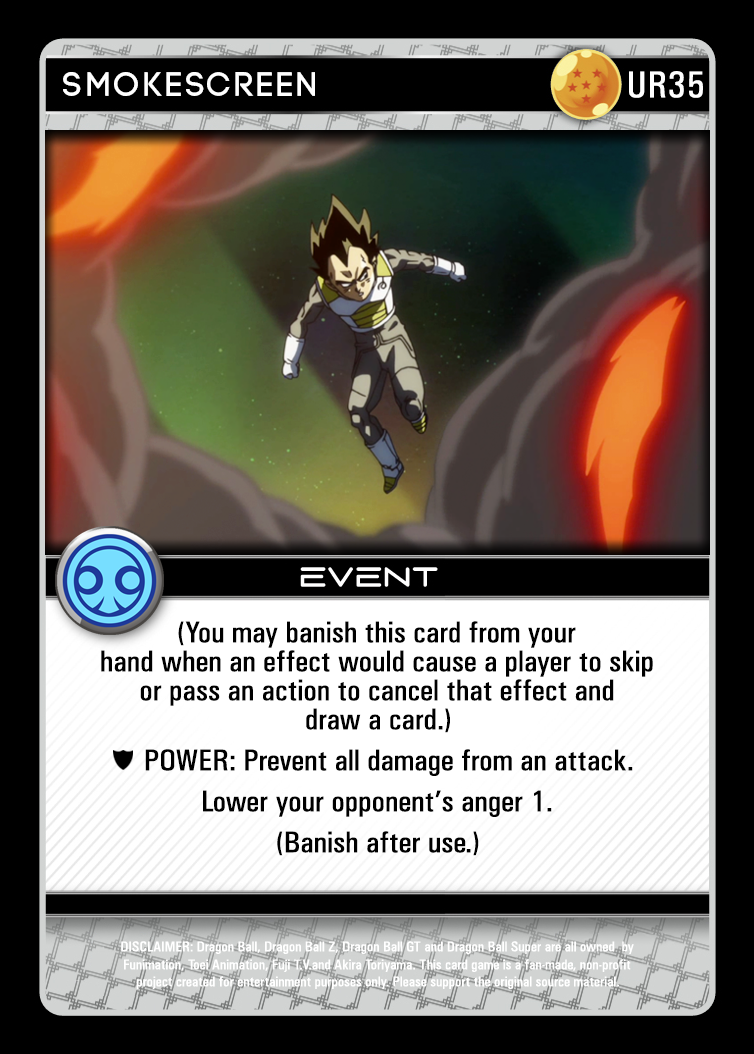 SMOKESCREEN
UR35
EVENT
(You may banish this card from your
hand when an effect would cause a player to skip
or pass an action to cancel that effect and
draw a card.)
POWER: Prevent all damage from an attack.
Lower your opponent's anger 1.
(Banish after use.)
DISCLAIMER: Dragon Ball, Dragon Ball Z, Dragon Ball GT and Dragon Ball Super are all owned by
Funimation, Toei Animation, Fuji T.V.and Akira Toriyama. This card game is a fan-made, non-profit
project created for entertainment purposes only. Please support the original source material.